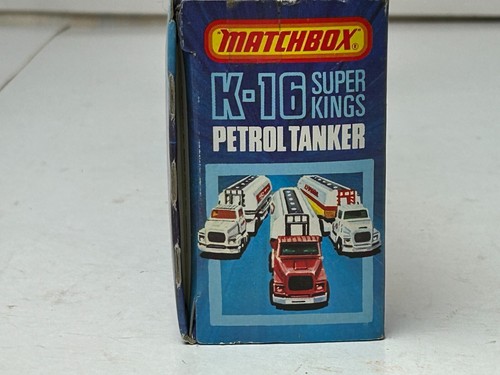 MATCHBOX®
K-16 SUPER
KINGS
PETROL TANKER